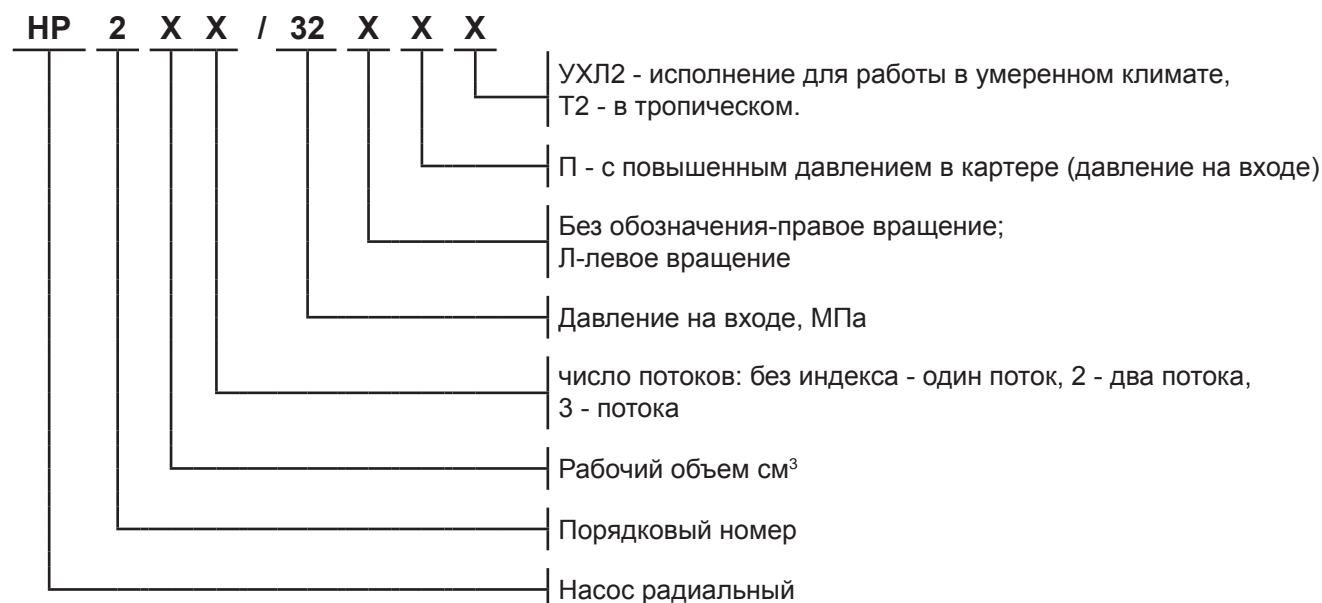 НР 2 Х Х / 32 Х Х Х
УХЛ2 - исполнение для работы в умеренном климате,
Т2 - в тропическом.
П - с повышенным давлением в картере (давление на входе)
Без обозначения-правое вращение;
Л-левое вращение
Давление на входе, МПа
число потоков: без индекса - один поток, 2 - два потока,
3 - потока
Рабочий объем см³
Порядковый номер
Насос радиальный